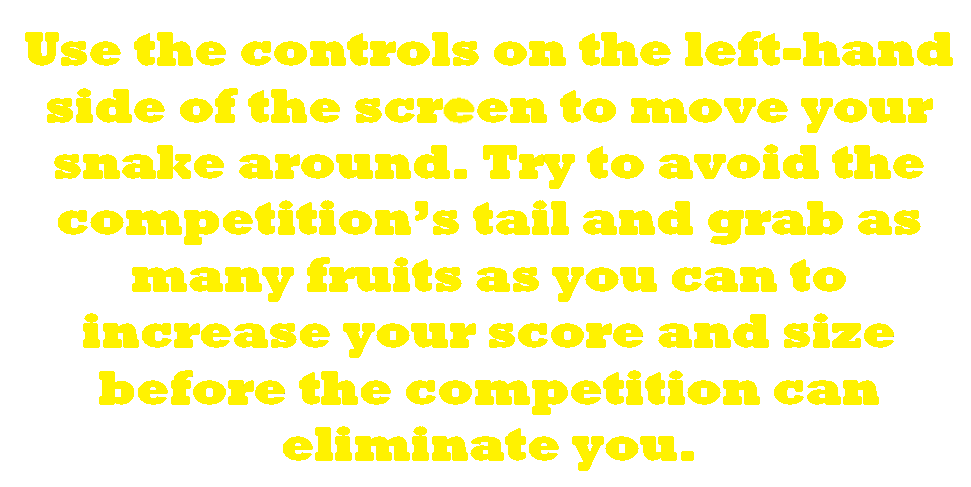 Use the controls on the left-hand
side of the screen to move your
snake around. Try to avoid the
competition’s tail and grab as
many fruits as you can to
increase your score and size
before the competition can
eliminate you.